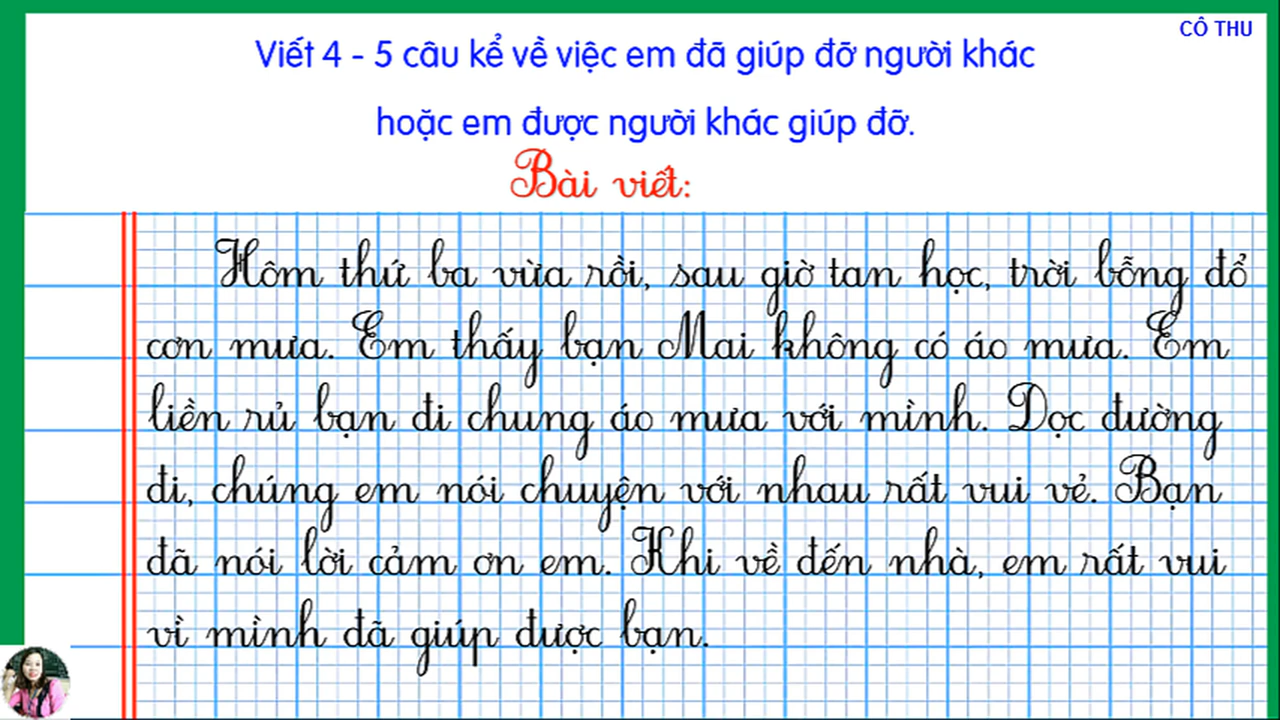 CÔ THU
Viết 4 - 5 câu kể về việc em đã giúp đỡ người khác
hoặc em được người khác giúp đỡ.
Bài viết:
Hôm thứ ba vừa rồi, sau giờ tan học, trời bỗng đổ
cơn mưa. Em thấy bạn Mai không có áo mưa. Em
liền rủ bạn đi chung áo mưa với mình. Dọc đường
đi, chúng em nói chuyện với nhau rất vui vẻ. Bạn
đã nói lời cảm ơn em. Khi về đến nhà, em rất vui
vì mình đã giúp được bạn.